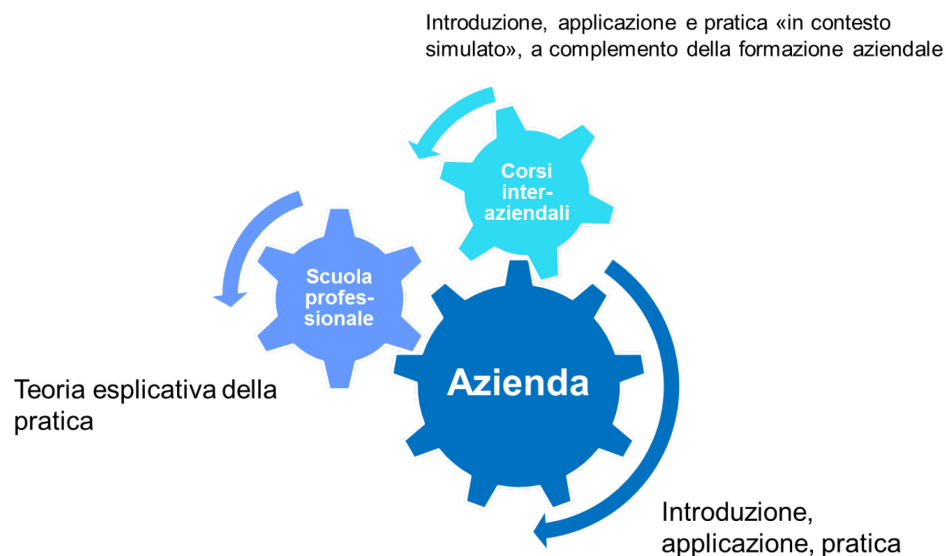 Introduzione, applicazione e pratica «in contesto
simulato», a complemento della formazione aziendale
Corsi
inter-
aziendali
Scuola
profes-
sionale
Azienda
Teoria esplicativa della
pratica
Introduzione,
applicazione, pratica